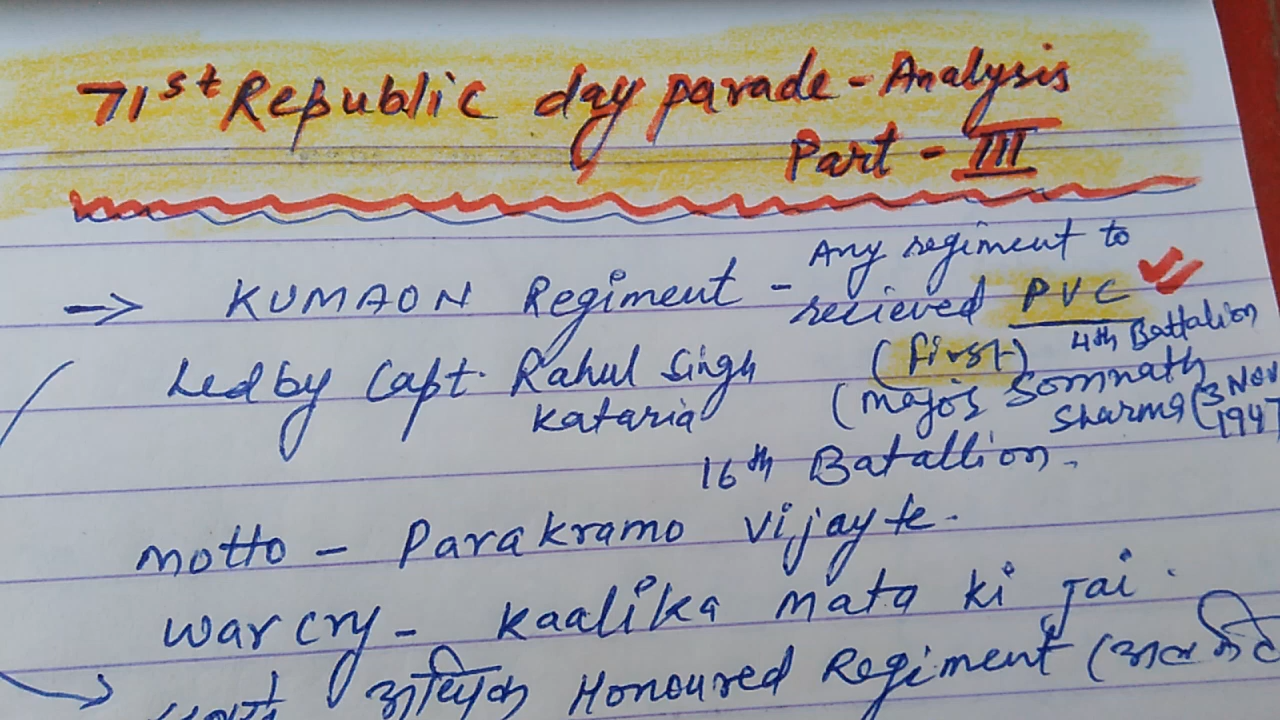 71st Republic day parade - Analysis
Part - III
→ KUMAON Regiment - Any regiment to
recieved PVC
(first) 4th Battalion
Led by Capt. Rahul Singh
Kataria
(Major Somnath
Sharma (3 Nov
1947
16th Batallion.
Motto - Parakramo Vijayte.
War cry - Kaalika Mata ki Jai.
अधिक Honoured Regiment (